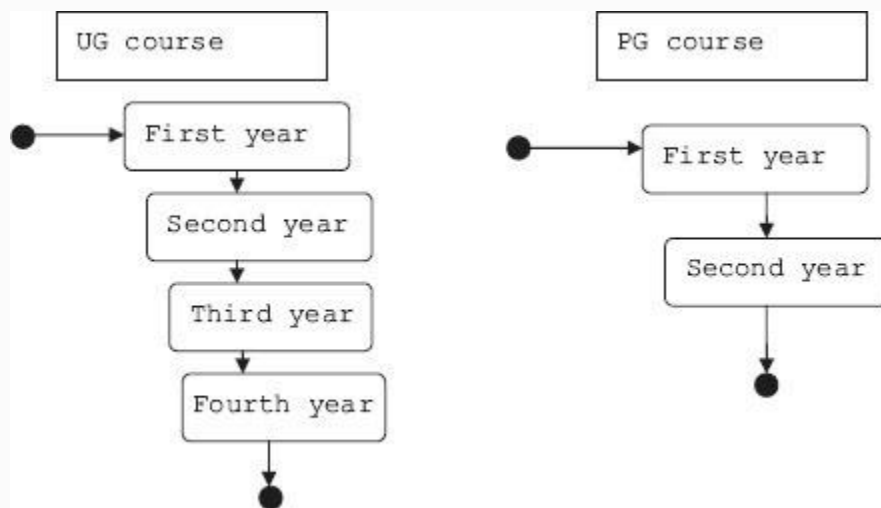 UG course
First year
Second year
Third year
Fourth year
PG course
First year
Second year